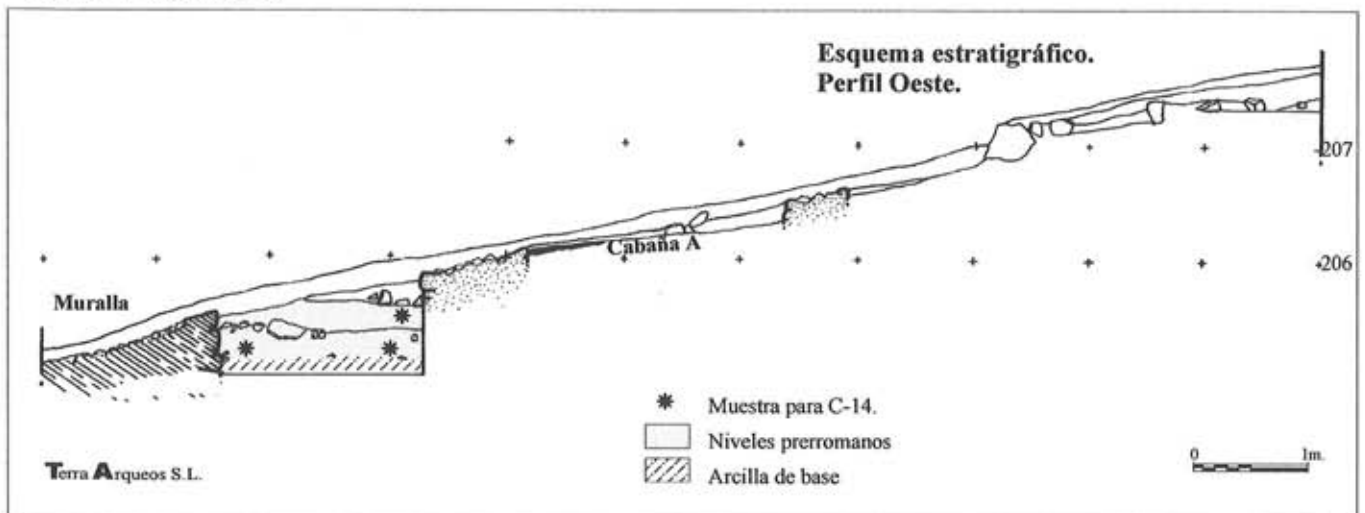 Esquema estratigráfico.
Perfil Oeste.
207
Cabaña A
206
Muralla
Muestra para C-14.
Niveles prerromanos
Arcilla de base
Terra Arqueos S.L.
0 1m.